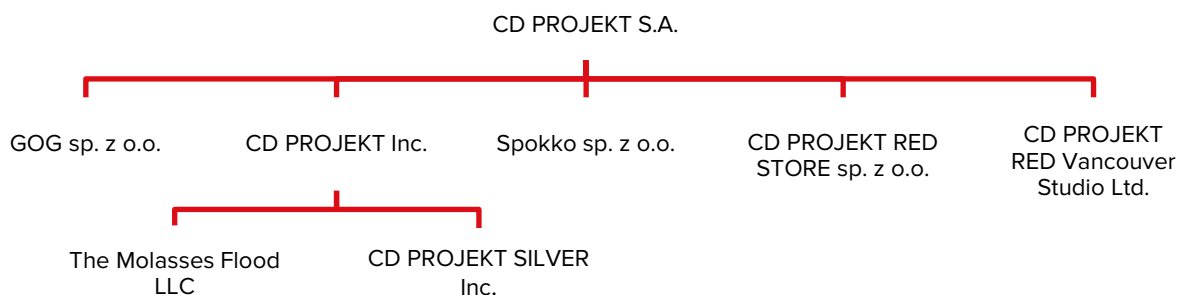 CD PROJEKT S.A.
GOG sp. z o.o.
CD PROJEKT Inc.
Spokko sp. z o.o.
CD PROJEKT RED
STORE sp. z o.o.
CD PROJEKT
RED Vancouver
Studio Ltd.
The Molasses Flood
LLC
CD PROJEKT SILVER
Inc.